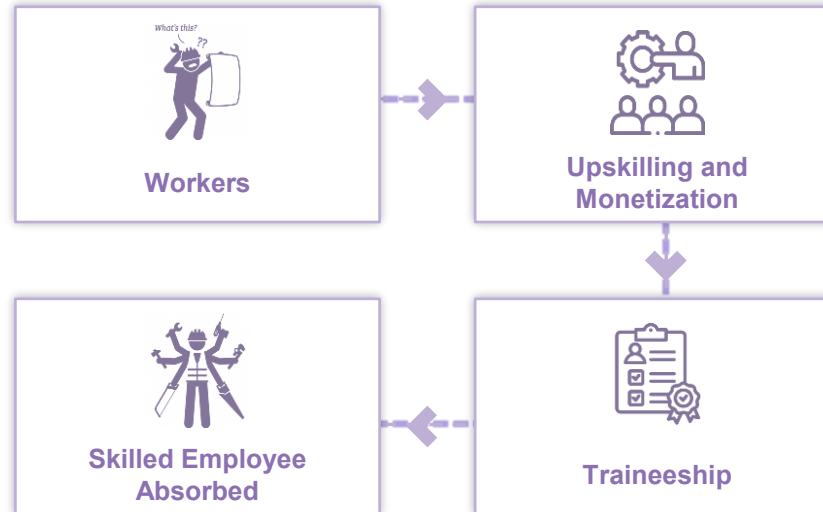 What's this?
??
Workers
Upskilling and
Monetization
Skilled Employee
Absorbed
Traineeship